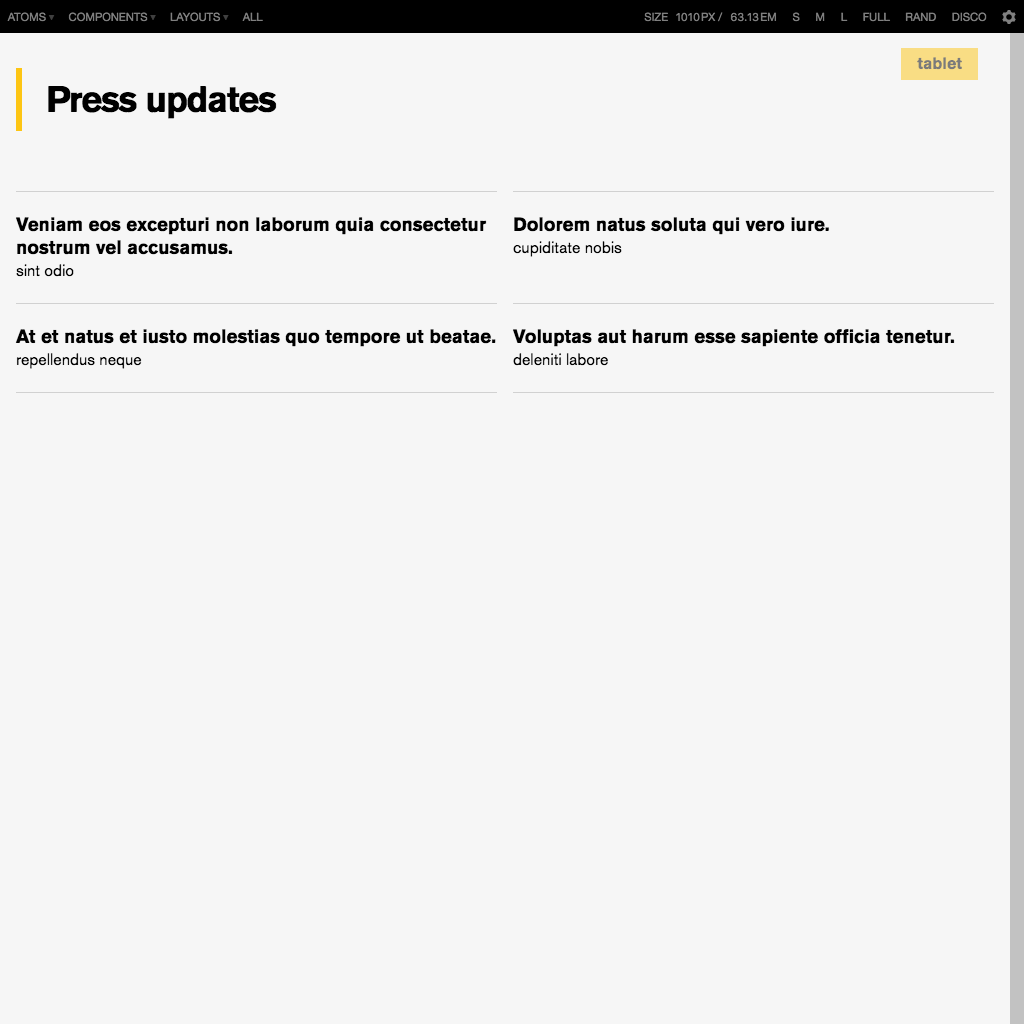 ATOMS▾ COMPONENTS▾ LAYOUTS▾ ALL SIZE 1010PX / 63.13EM S M L FULL RAND DISCO
tablet
Press updates
Veniam eos excepturi non laborum quia consectetur
nostrum vel accusamus.
sint odio
Dolorem natus soluta qui vero iure.
cupiditate nobis
At et natus et iusto molestias quo tempore ut beatae.
repellendus neque
Voluptas aut harum esse sapiente officia tenetur.
deleniti labore